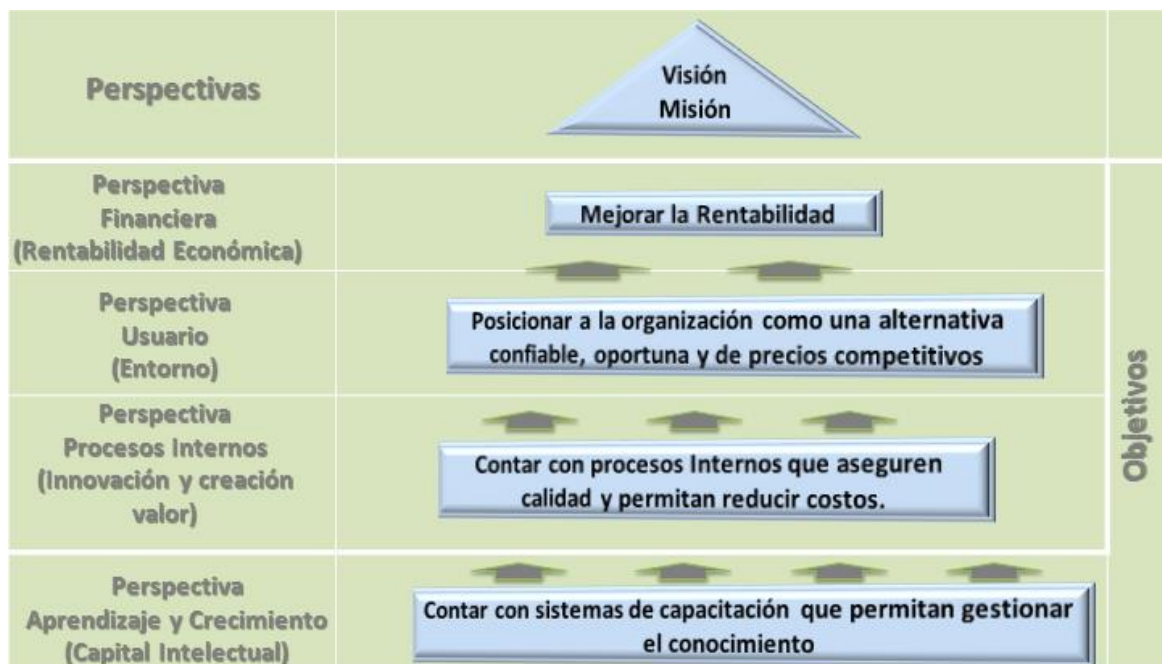 Perspectivas
Visión
Misión
Perspectiva
Financiera
(Rentabilidad Económica)
Mejorar la Rentabilidad
Perspectiva
Usuario
(Entorno)
Posicionar a la organización como una alternativa
confiable, oportuna y de precios competitivos
Perspectiva
Procesos Internos
(Innovación y creación
valor)
Contar con procesos Internos que aseguren
calidad y permitan reducir costos.
Perspectiva
Aprendizaje y Crecimiento
(Capital Intelectual)
Contar con sistemas de capacitación que permitan gestionar
el conocimiento
Objetivos